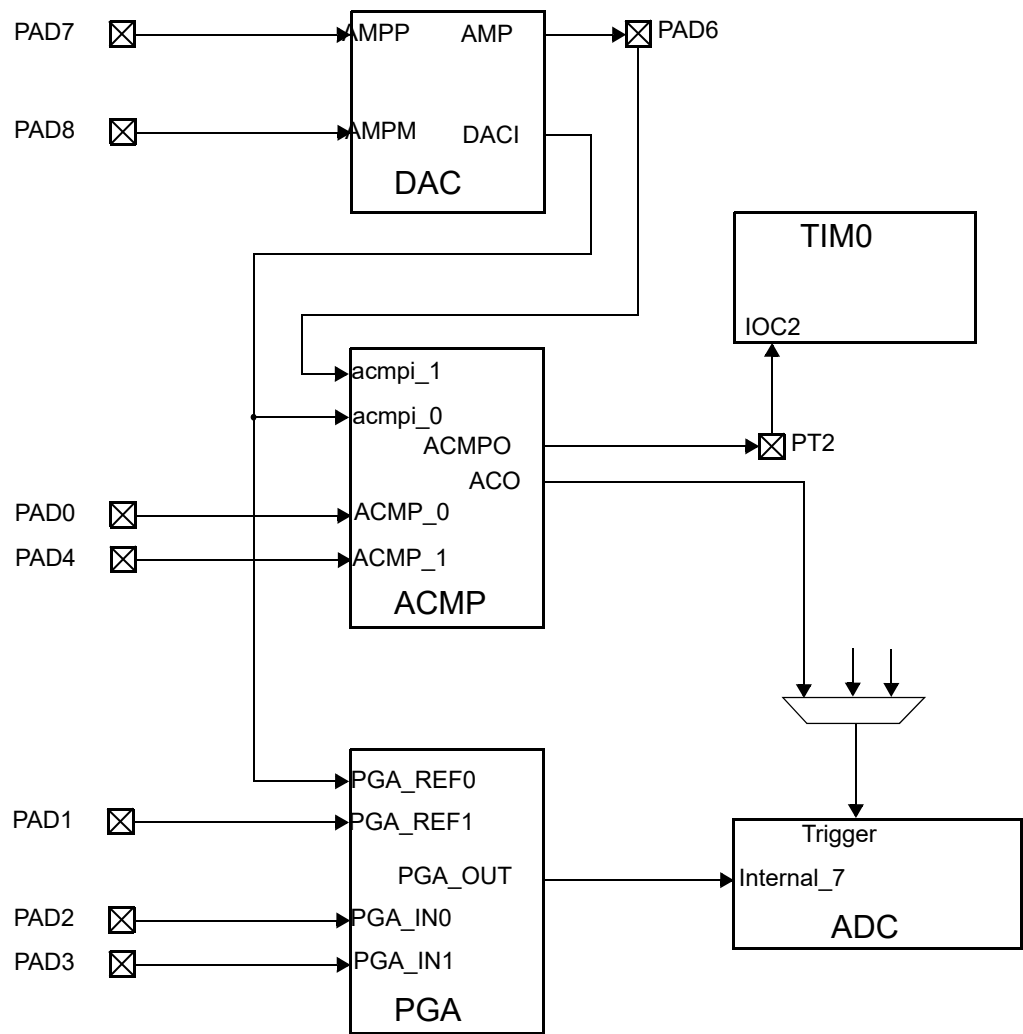 PAD7
AMPP
AMP
PAD6
PAD8
AMPM
DACI
DAC
TIM0
IOC2
acmpi_1
acmpi_0
ACMPO
PT2
ACO
PAD0
ACMP_0
PAD4
ACMP_1
ACMP
PGA_REF0
PAD1
PGA_REF1
Trigger
PGA_OUT
Internal_7
PAD2
PGA_IN0
ADC
PAD3
PGA_IN1
PGA